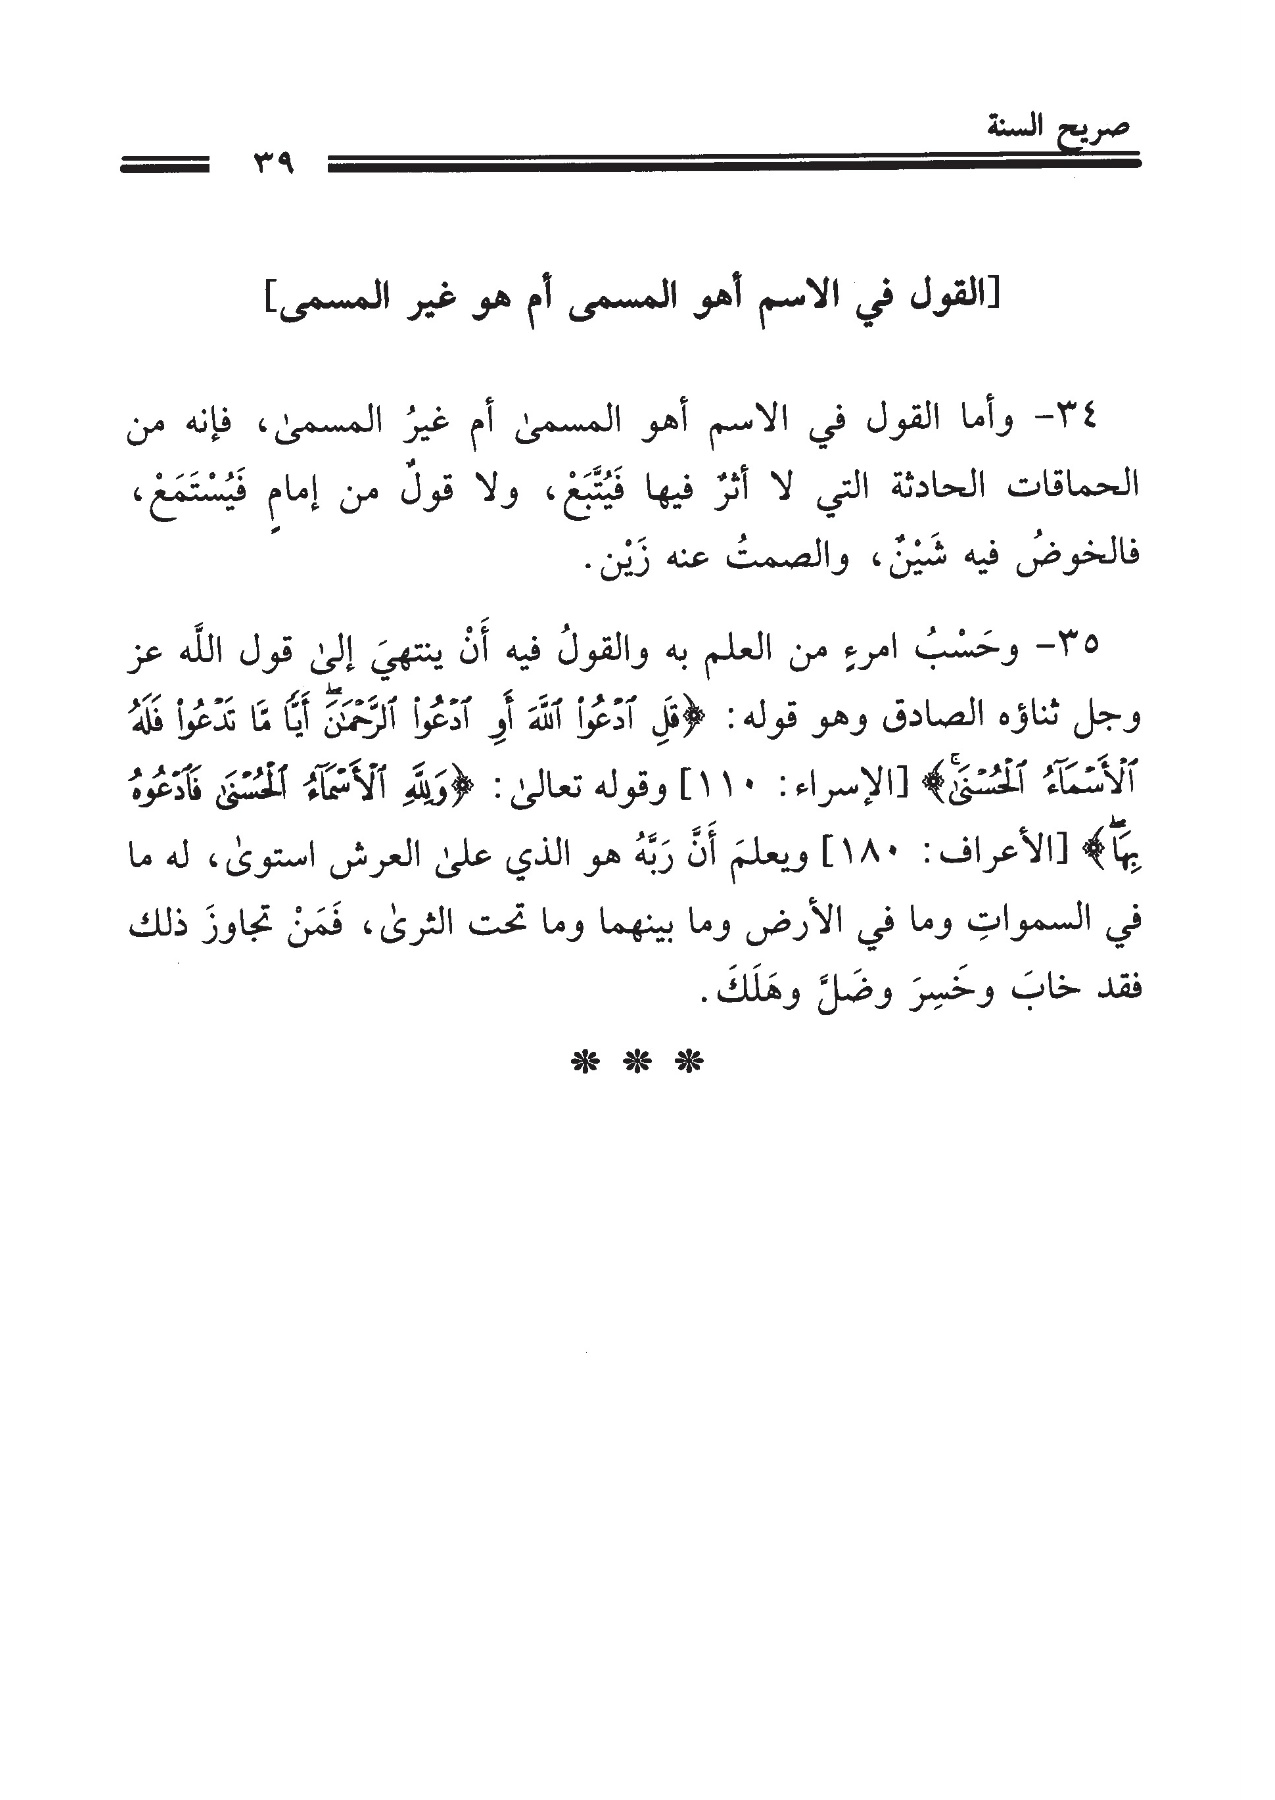 صريح السنة
٣٩
[القول في الاسم أهو المسمى أم هو غير المسمى]
٣٤- وأما القول في الاسم أهو المسمىٰ أم غيرُ المسمىٰ، فإنه من
الحماقات الحادثة التي لا أثرٌ فيها فَيُتَّبَعْ، ولا قولٌ من إمامٍ فَيُسْتَمَعْ،
فالخوضُ فيه شَيْنٌ، والصمتُ عنه زَيْن.
٣٥- وحَسْبُ امرءٍ من العلم به والقولُ فيه أَنْ ينتهيَ إلىٰ قول اللَّه عز
وجل ثناؤه الصادق وهو قوله: ﴿قُلِ ٱدْعُوا۟ ٱللَّهَ أَوِ ٱدْعُوا۟ ٱلرَّحْمَٰنَۖ أَيًّا مَّا تَدْعُوا۟ فَلَهُ
ٱلْأَسْمَآءُ ٱلْحُسْنَىٰۚ﴾ [الإسراء: ١١٠] وقوله تعالىٰ: ﴿وَلِلَّهِ ٱلْأَسْمَآءُ ٱلْحُسْنَىٰ فَٱدْعُوهُ
بِهَاۖ﴾ [الأعراف: ١٨٠] ويعلمَ أَنَّ رَبَّهُ هو الذي علىٰ العرش استوىٰ، له ما
في السمواتِ وما في الأرض وما بينهما وما تحت الثرىٰ، فَمَنْ تجاوزَ ذلك
فقد خابَ وخَسِرَ وضَلَّ وهَلَكَ.